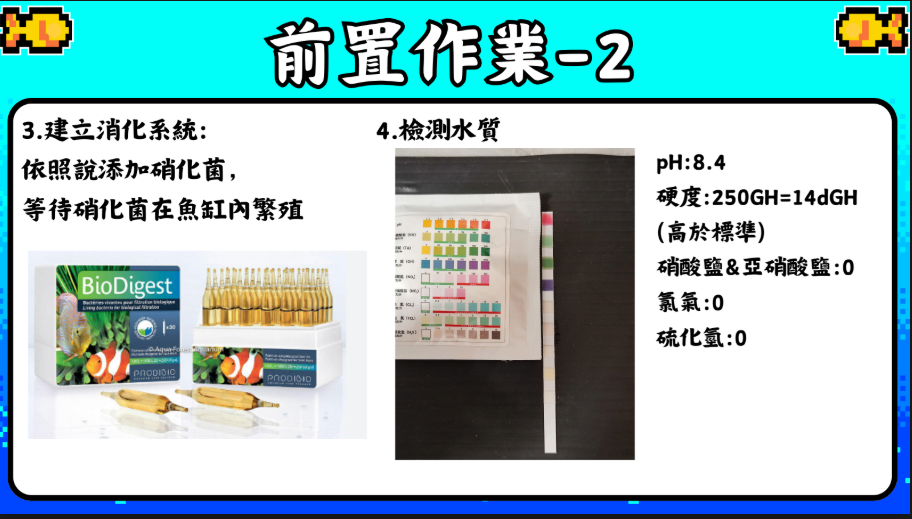 前置作業-2
3.建立消化系統:
依照說添加硝化菌,
等待硝化菌在魚缸內繁殖
BioDigest
Bactéries vivantes pour filtration biologique
Living bacteria for biological filtration
x30
PRODIBIO
PRODIBIO
4.檢測水質
pH:8.4
硬度:250GH=14dGH
(高於標準)
硝酸鹽&亞硝酸鹽:0
氯氣:0
硫化氫:0